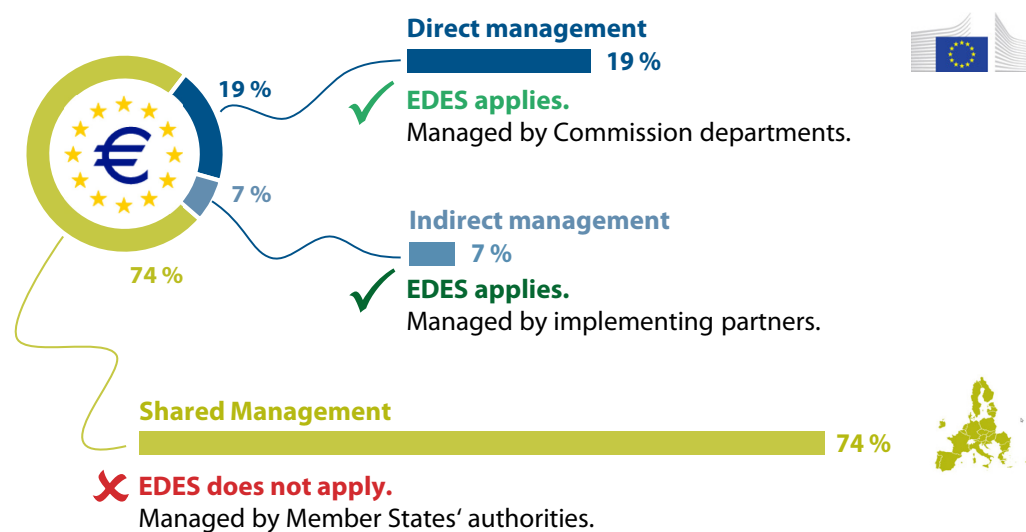 Direct management
19 %
19 %
EDES applies.
Managed by Commission departments.
€
7 %
Indirect management
7 %
74 %
EDES applies.
Managed by implementing partners.
Shared Management
74 %
EDES does not apply.
Managed by Member States‘ authorities.